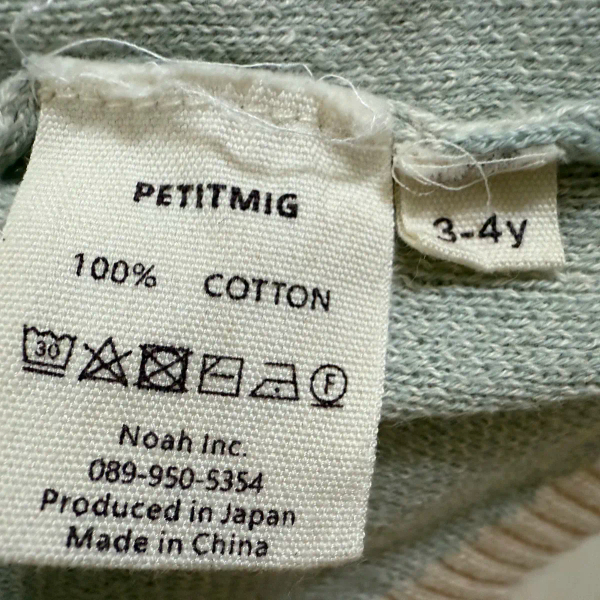 PETITMIG
3-4y
100% COTTON
30
F
Noah Inc.
089-950-5354
Produced in Japan
Made in China